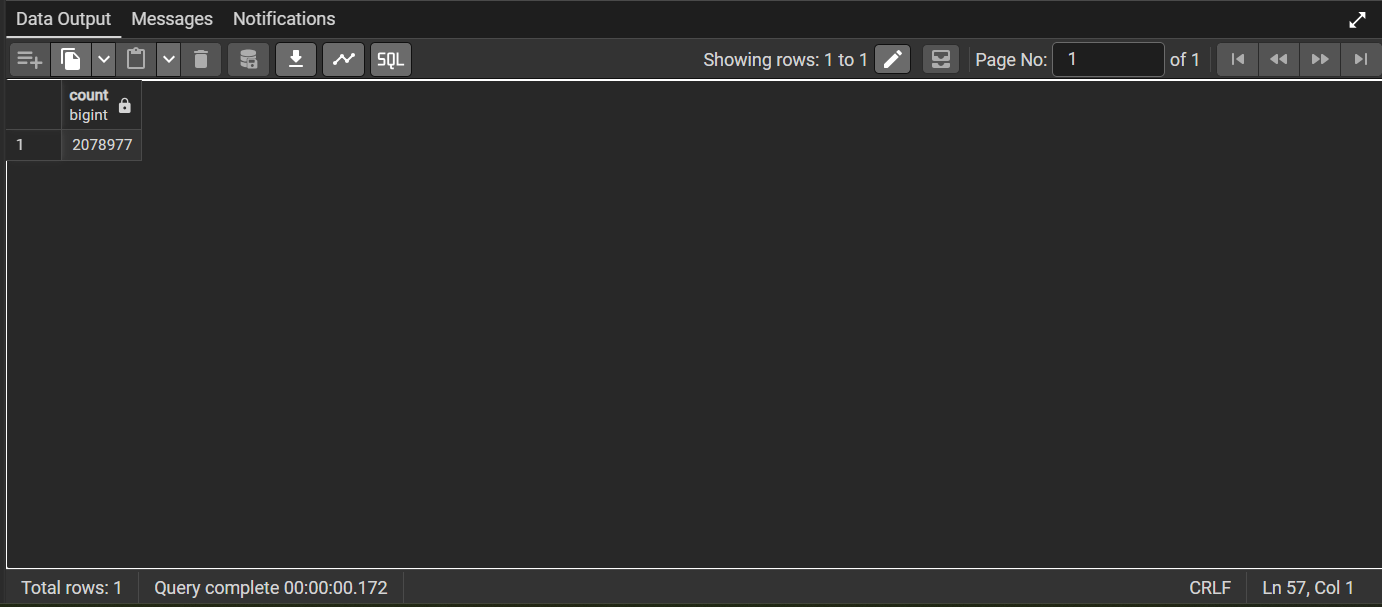 Data Output Messages Notifications
SQL Showing rows: 1 to 1 Page No: 1 of 1
count
bigint
1 2078977
Total rows: 1 Query complete 00:00:00.172 CRLF Ln 57, Col 1